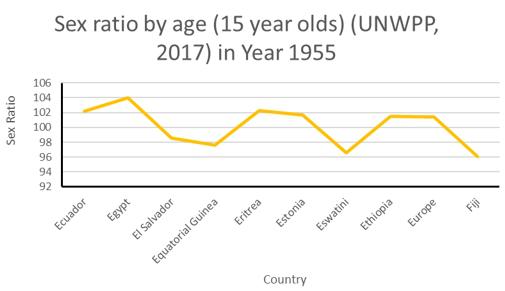 Sex ratio by age (15 year olds) (UNWPP,
2017) in Year 1955
Sex Ratio
106
104
102
100
98
96
94
92
Ecuador
Egypt
El Salvador
Equatorial Guinea
Eritrea
Estonia
Eswatini
Ethiopia
Europe
Fiji
Country